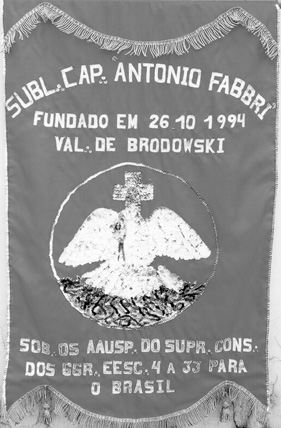 SUBL∴ CAP∴ "ANTONIO FABBRI"
FUNDADO EM 26.10 1994
VAL∴ DE BRODOWSKI
SOB∴ OS AAUSP∴ DO SUPR∴ CONS∴
DOS GGR∴ EESC∴ 4 A 33 PARA
O BRASIL